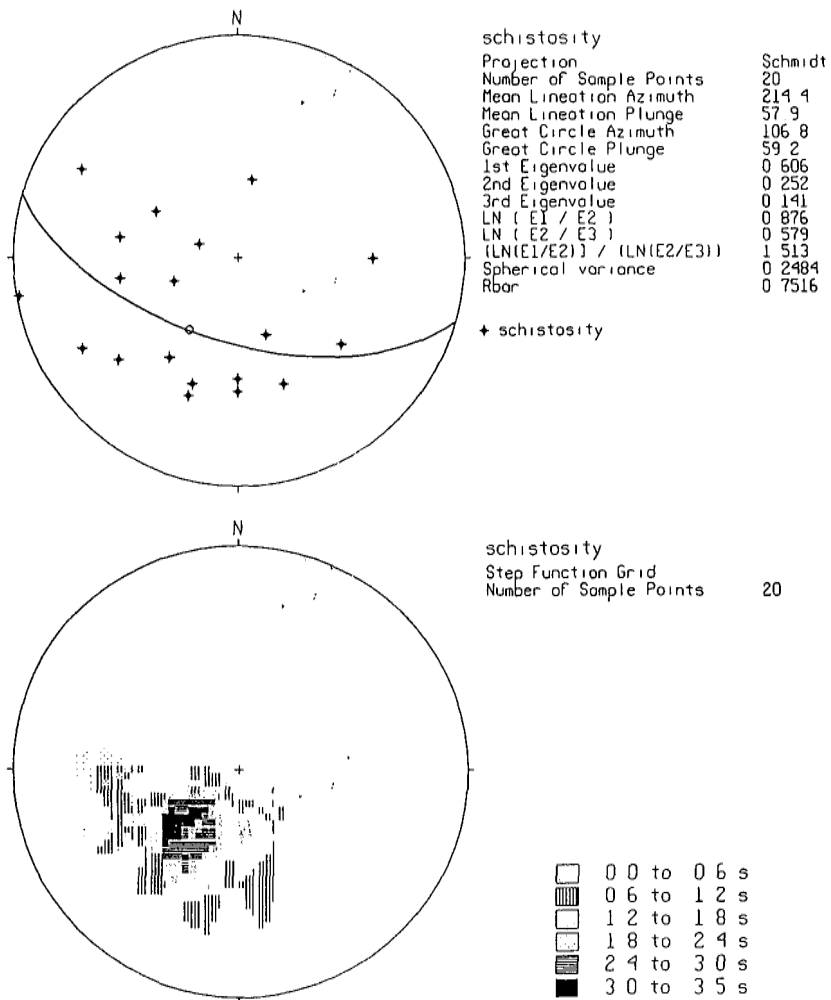 N
schistosity
Projection Schmidt
Number of Sample Points 20
Mean Lineation Azimuth 214 4
Mean Lineation Plunge 57 9
Great Circle Azimuth 106 8
Great Circle Plunge 59 2
1st Eigenvalue 0 606
2nd Eigenvalue 0 252
3rd Eigenvalue 0 141
LN ( E1 / E2 ) 0 876
LN ( E2 / E3 ) 0 579
(LN(E1/E2)) / (LN(E2/E3)) 1 513
Spherical variance 0 2484
Rbar 0 7516
schistosity
N
schistosity
Step Function Grid
Number of Sample Points 20
0 0 to 0 6 s
0 6 to 1 2 s
1 2 to 1 8 s
1 8 to 2 4 s
2 4 to 3 0 s
3 0 to 3 5 s